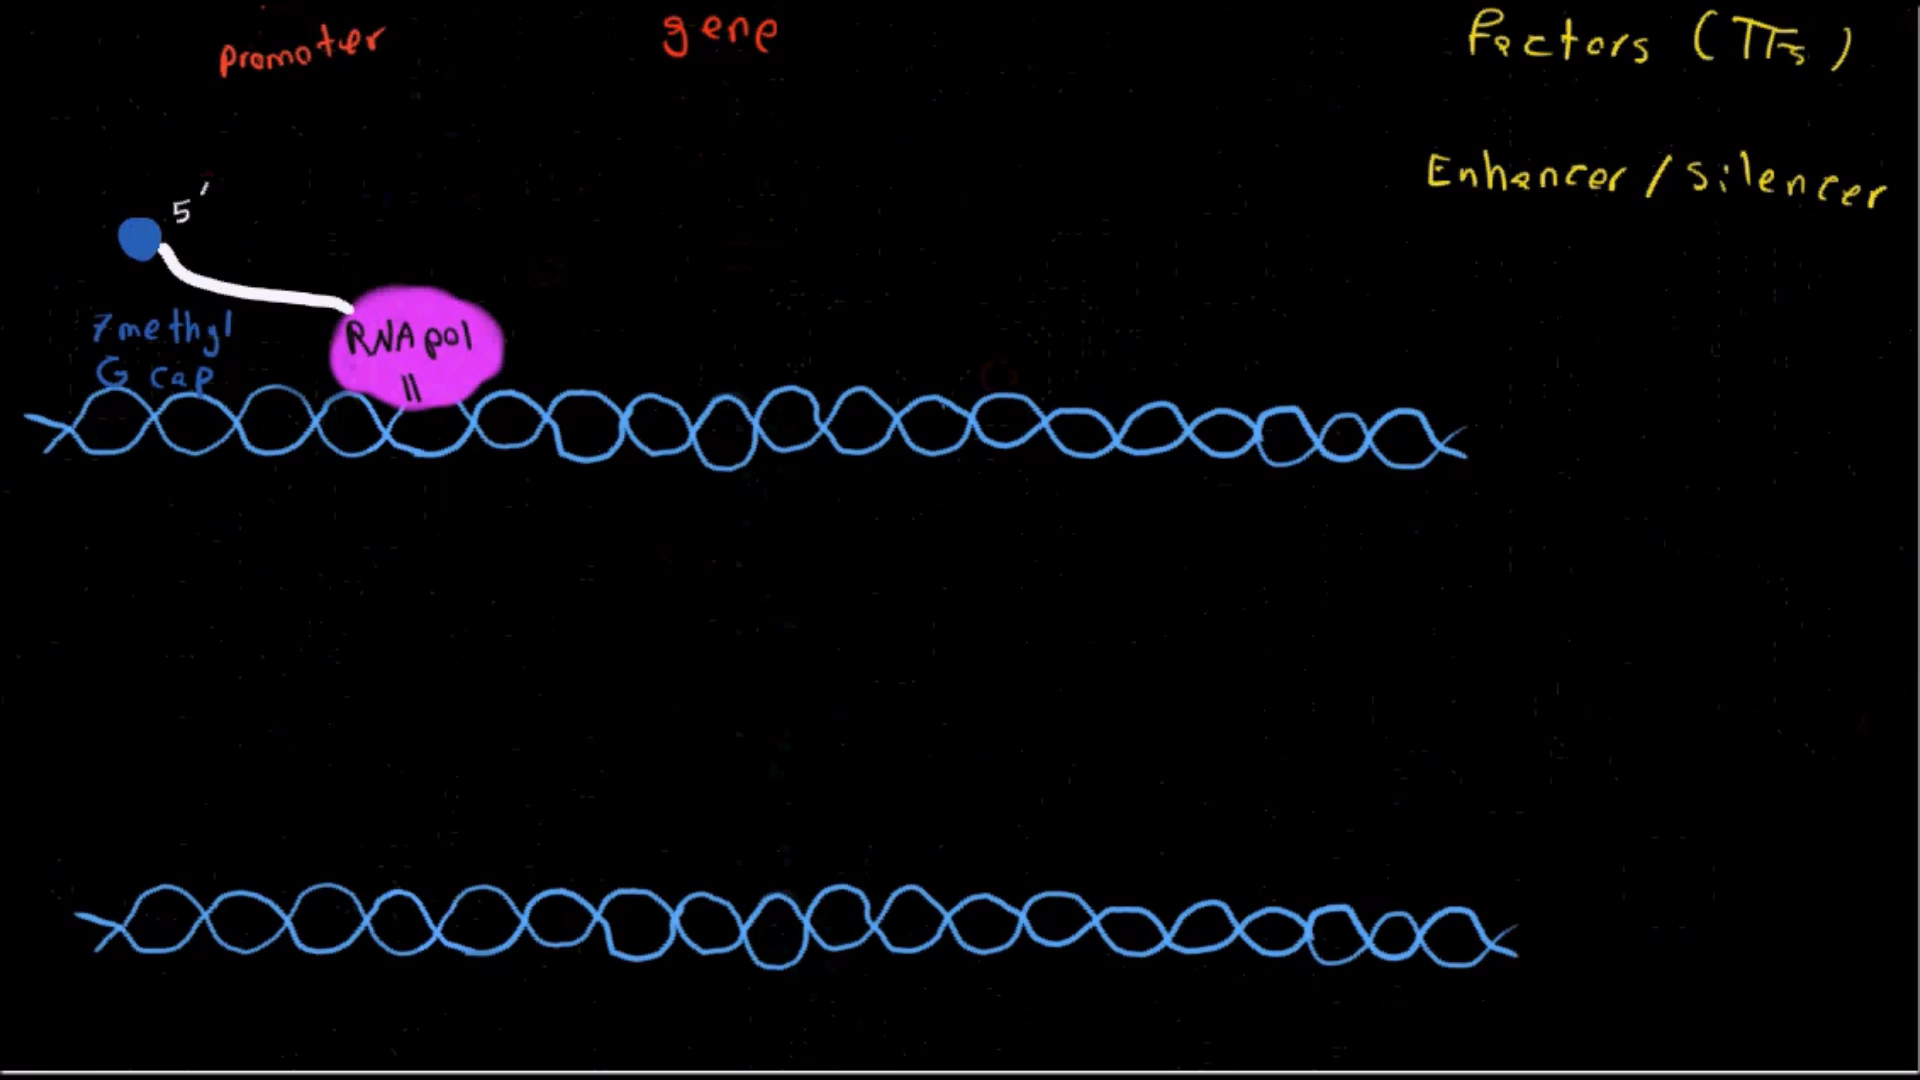 promoter
gene
Factors (TFs)
Enhancer / silencer
5'
7 methyl
G cap
RNA pol
II